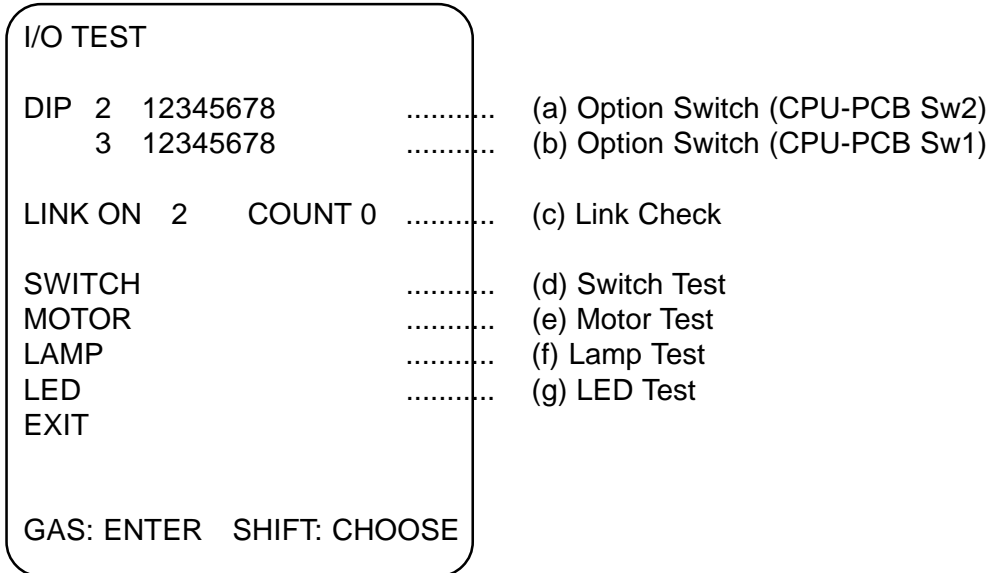 I/O TEST
DIP 2 12345678 ........... (a) Option Switch (CPU-PCB Sw2)
3 12345678 ........... (b) Option Switch (CPU-PCB Sw1)
LINK ON 2 COUNT 0 ........... (c) Link Check
SWITCH ........... (d) Switch Test
MOTOR ........... (e) Motor Test
LAMP ........... (f) Lamp Test
LED ........... (g) LED Test
EXIT
GAS: ENTER SHIFT: CHOOSE